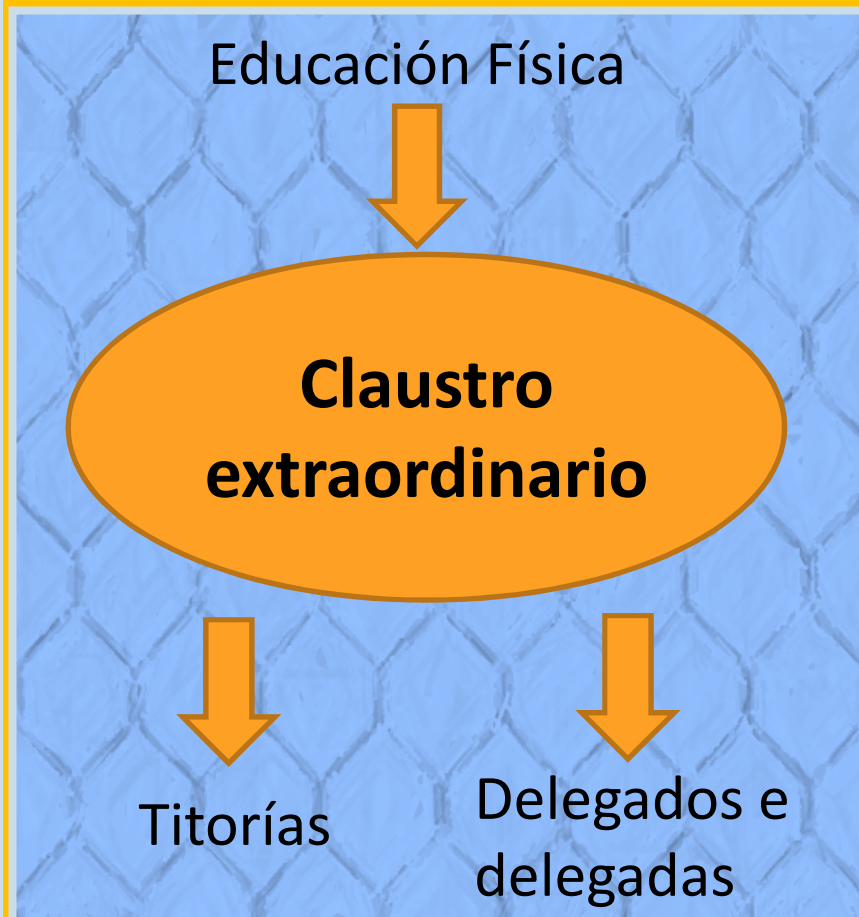 Educación Física
Claustro
extraordinario
Titorías
Delegados e
delegadas